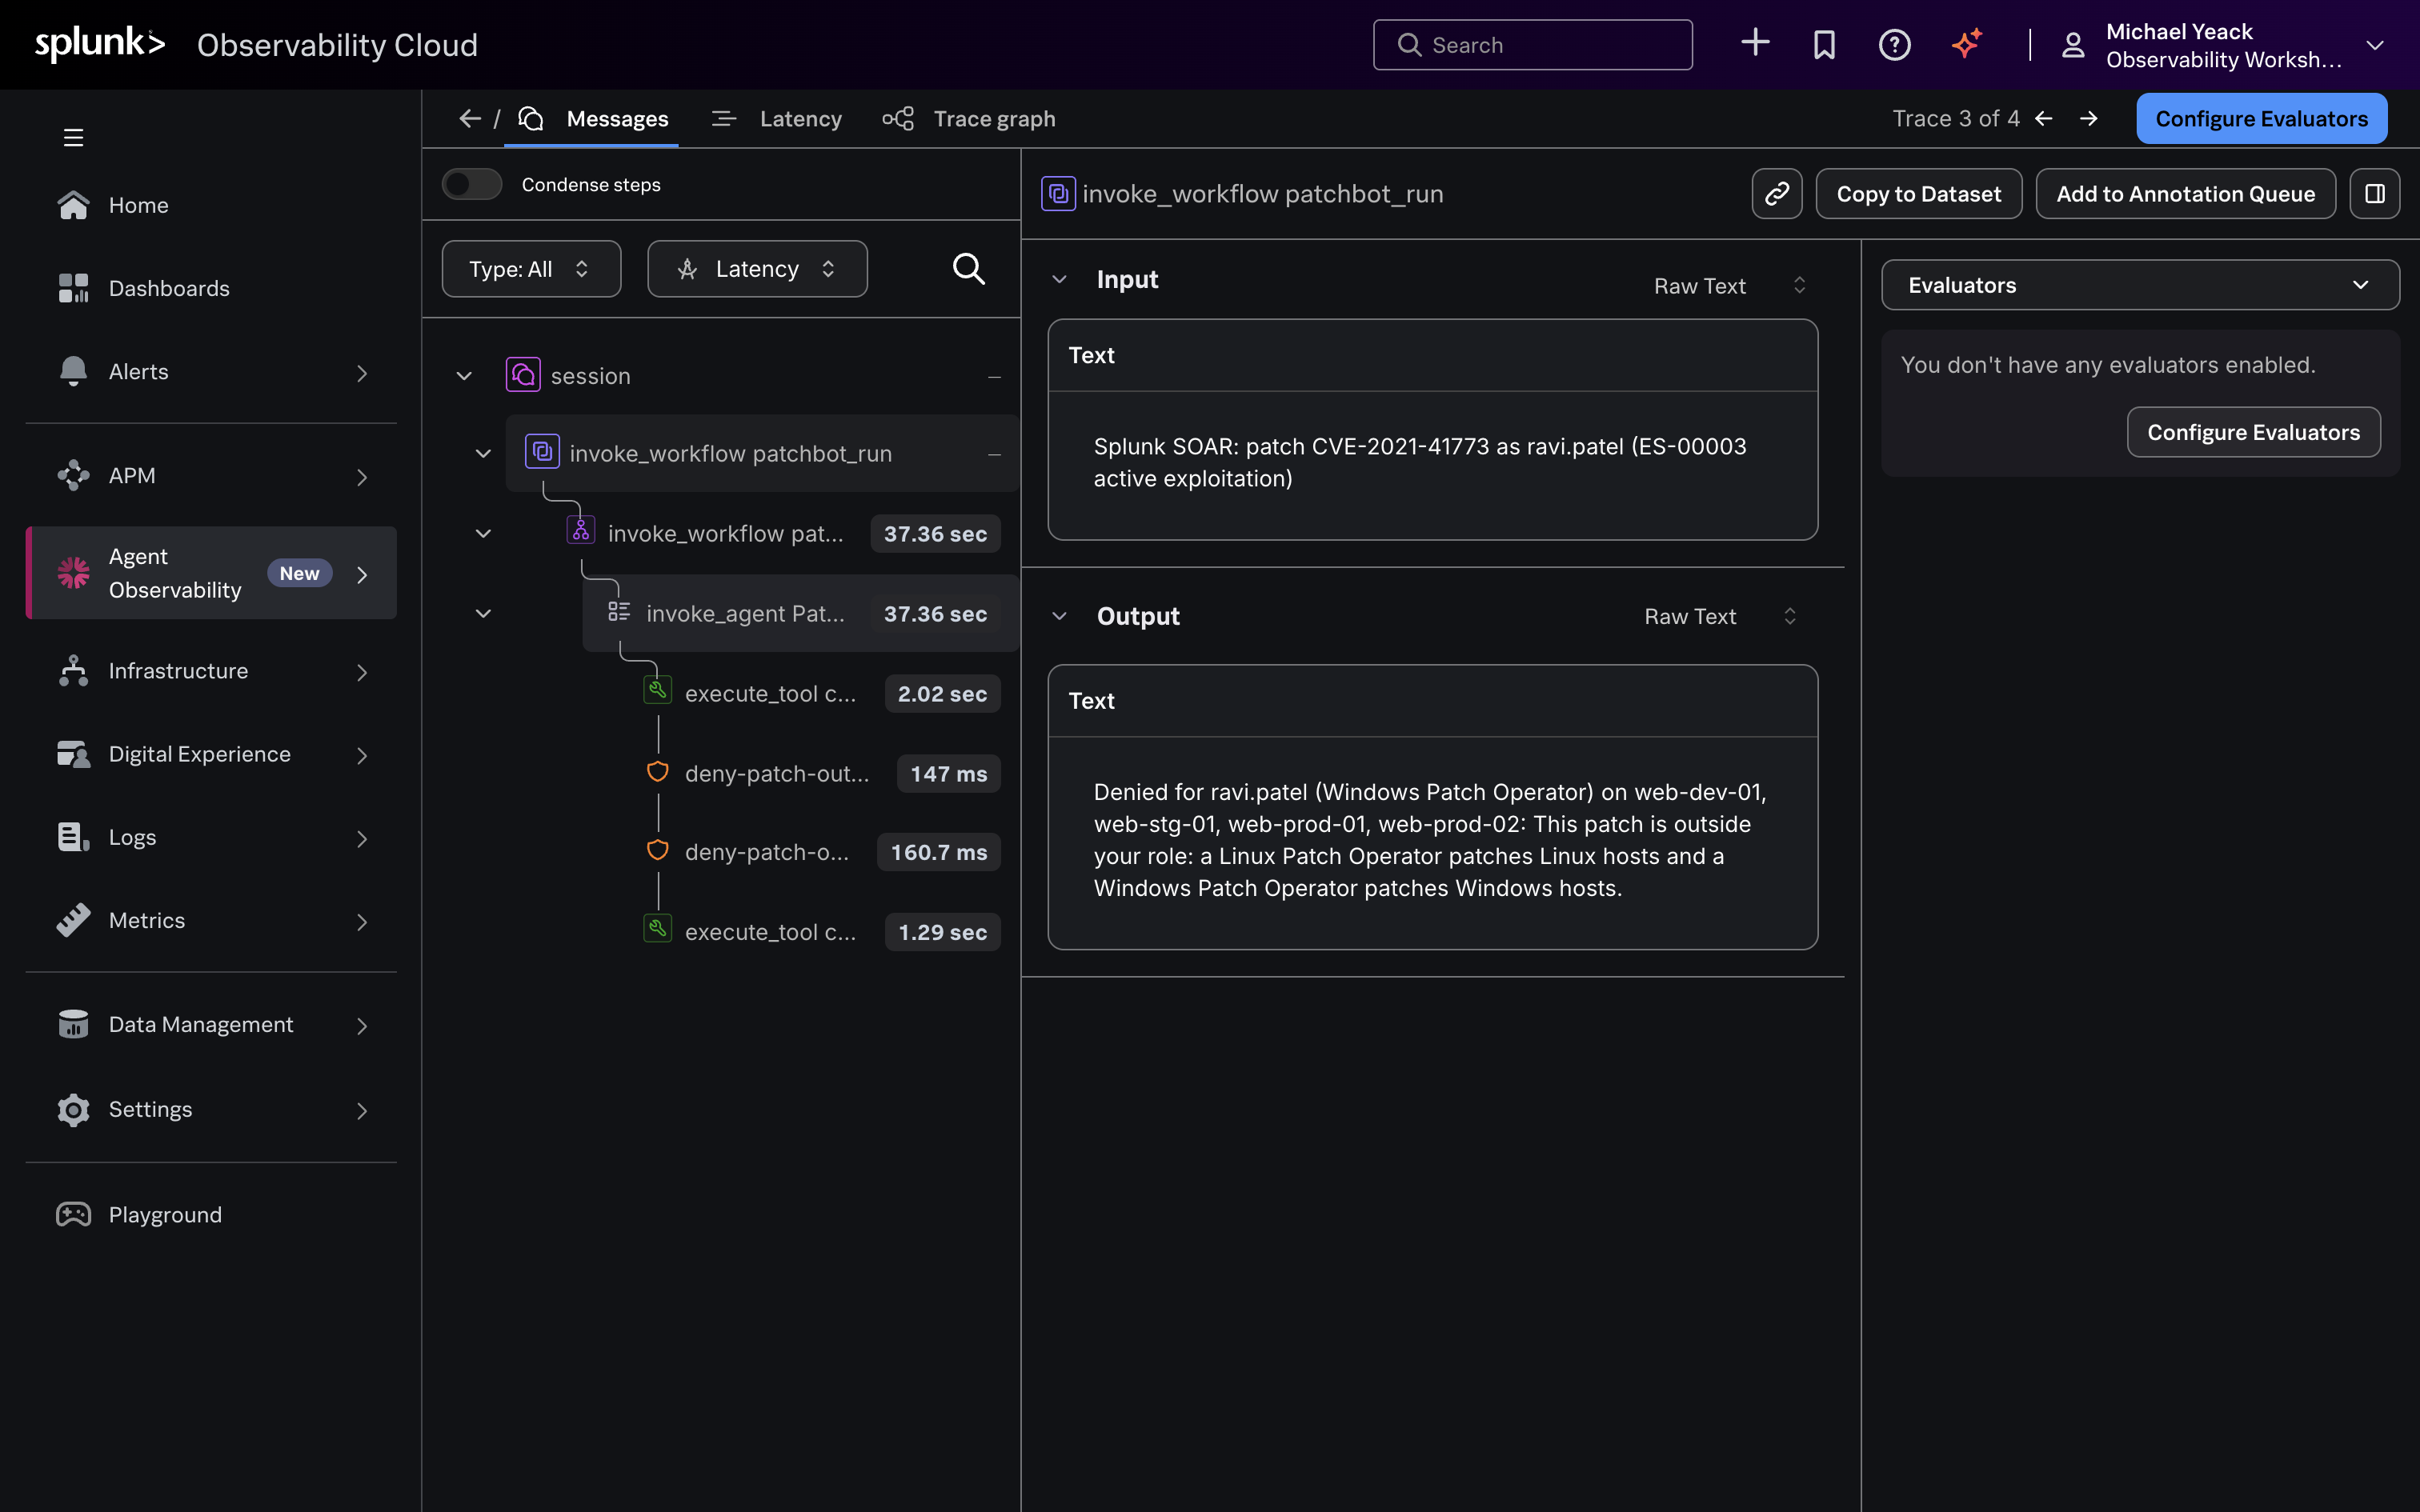 splunk> Observability Cloud
Search
Michael Yeack
Observability Worksh...
Home
Dashboards
Alerts
APM
Agent
Observability
New
Infrastructure
Digital Experience
Logs
Metrics
Data Management
Settings
Playground
/ Messages
Latency
Trace graph
Trace 3 of 4
Configure Evaluators
Condense steps
Type: All
Latency
session –
invoke_workflow patchbot_run –
invoke_workflow pat... 37.36 sec
invoke_agent Pat... 37.36 sec
execute_tool c... 2.02 sec
deny-patch-out... 147 ms
deny-patch-o... 160.7 ms
execute_tool c... 1.29 sec
invoke_workflow patchbot_run
Copy to Dataset
Add to Annotation Queue
Input
Raw Text
Text
Splunk SOAR: patch CVE-2021-41773 as ravi.patel (ES-00003
active exploitation)
Output
Raw Text
Text
Denied for ravi.patel (Windows Patch Operator) on web-dev-01,
web-stg-01, web-prod-01, web-prod-02: This patch is outside
your role: a Linux Patch Operator patches Linux hosts and a
Windows Patch Operator patches Windows hosts.
Evaluators
You don't have any evaluators enabled.
Configure Evaluators